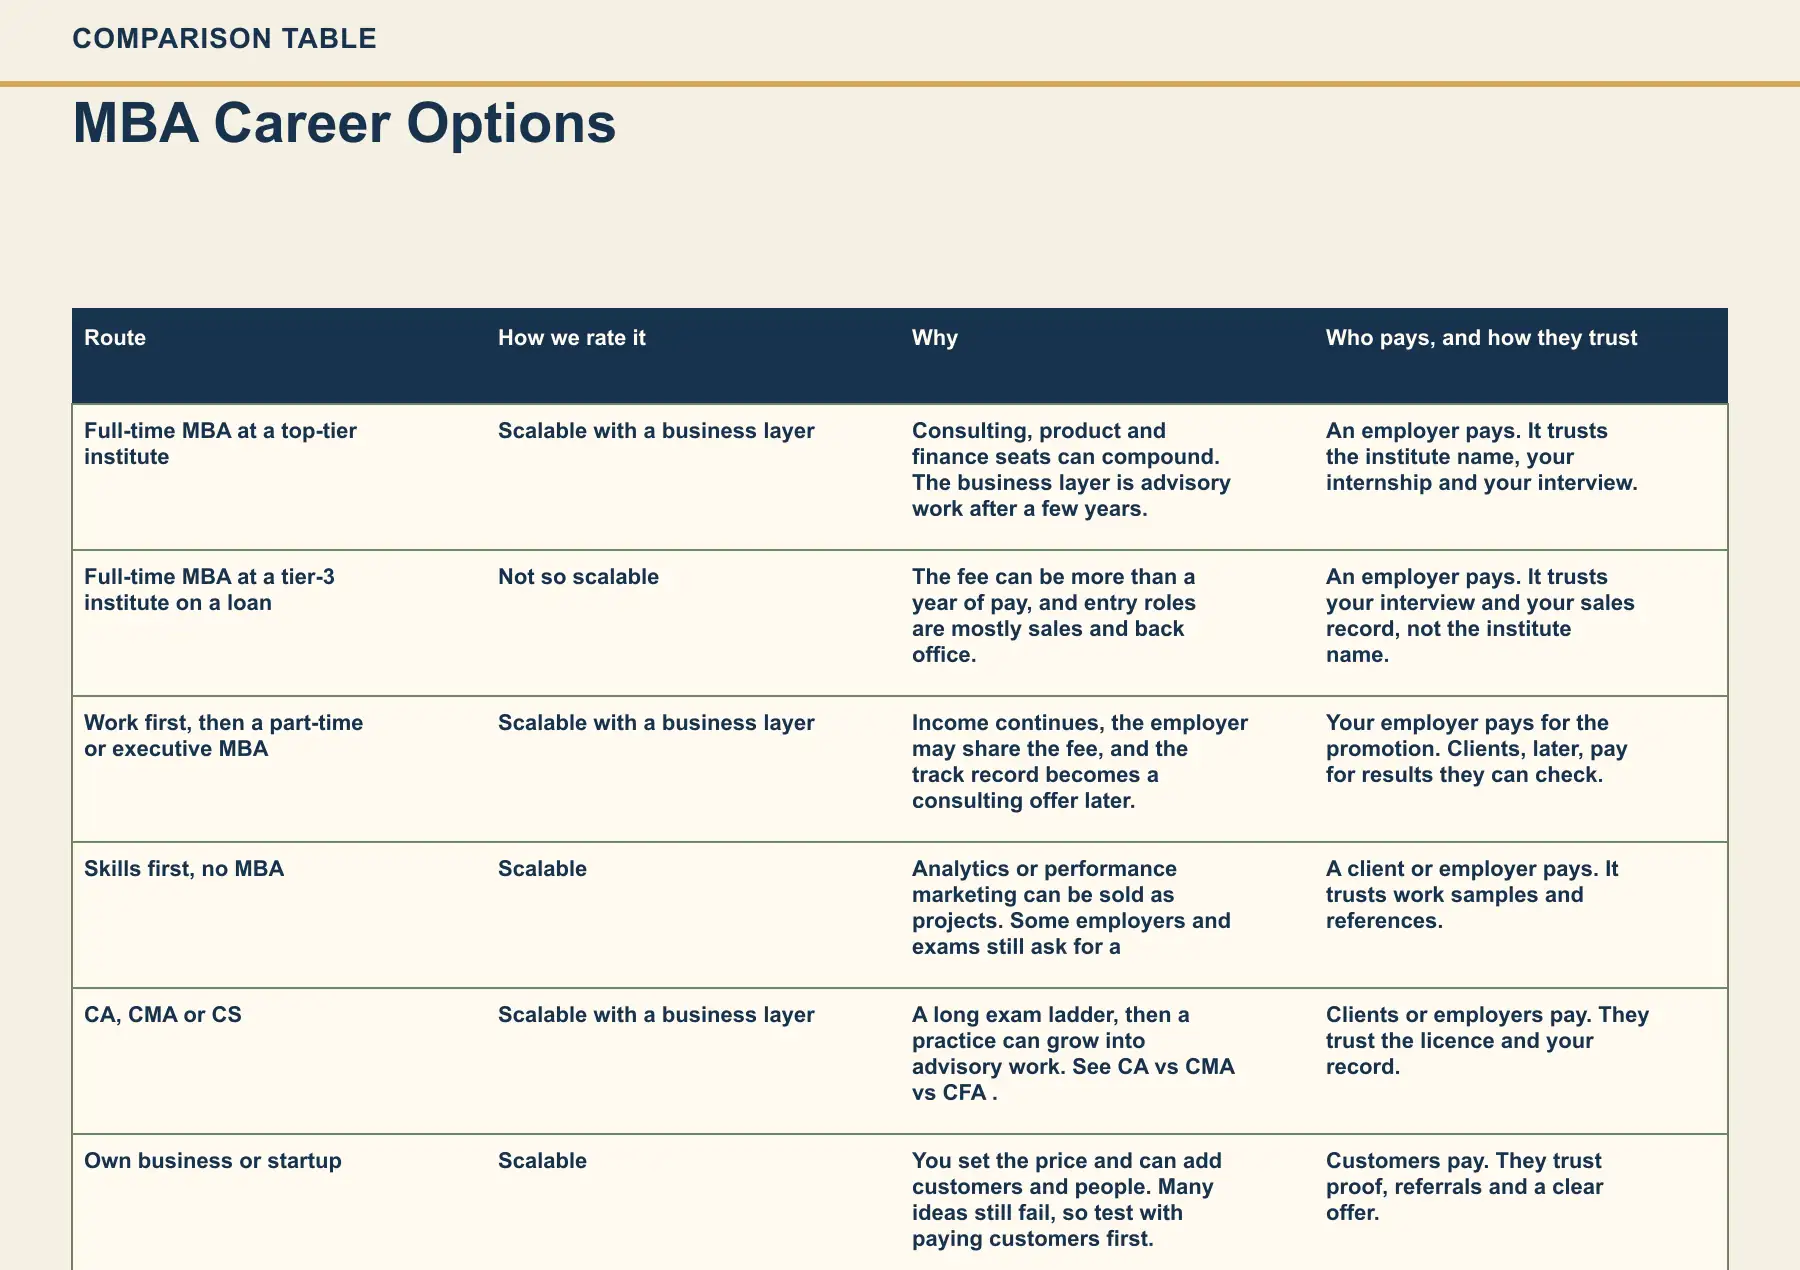 COMPARISON TABLE
MBA Career Options
Route
How we rate it
Why
Who pays, and how they trust
Full-time MBA at a top-tier
institute
Scalable with a business layer
Consulting, product and
finance seats can compound.
The business layer is advisory
work after a few years.
An employer pays. It trusts
the institute name, your
internship and your interview.
Full-time MBA at a tier-3
institute on a loan
Not so scalable
The fee can be more than a
year of pay, and entry roles
are mostly sales and back
office.
An employer pays. It trusts
your interview and your sales
record, not the institute
name.
Work first, then a part-time
or executive MBA
Scalable with a business layer
Income continues, the employer
may share the fee, and the
track record becomes a
consulting offer later.
Your employer pays for the
promotion. Clients, later, pay
for results they can check.
Skills first, no MBA
Scalable
Analytics or performance
marketing can be sold as
projects. Some employers and
exams still ask for a
A client or employer pays. It
trusts work samples and
references.
CA, CMA or CS
Scalable with a business layer
A long exam ladder, then a
practice can grow into
advisory work. See CA vs CMA
vs CFA .
Clients or employers pay. They
trust the licence and your
record.
Own business or startup
Scalable
You set the price and can add
customers and people. Many
ideas still fail, so test with
paying customers first.
Customers pay. They trust
proof, referrals and a clear
offer.